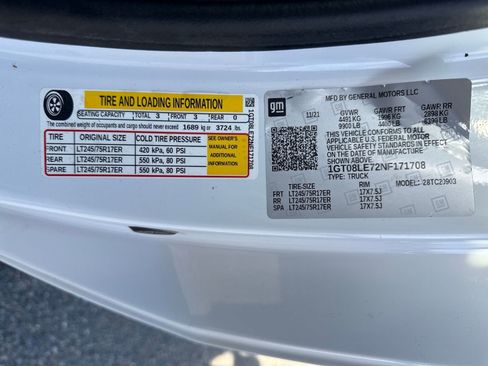 TIRE AND LOADING INFORMATION
SEATING CAPACITY TOTAL 3 FRONT 3 REAR 0
The combined weight of occupants and cargo should never exceed 1689 kg or 3724 lbs.
TIRE ORIGINAL SIZE COLD TIRE PRESSURE
FRONT LT245/75R17ER 420 kPa, 60 PSI
REAR LT245/75R17ER 550 kPa, 80 PSI
SPARE LT245/75R17ER 550 kPa, 80 PSI
SEE OWNER'S
MANUAL FOR
ADDITIONAL
INFORMATION
1GT08LE72NF171708
gm
MFD BY GENERAL MOTORS LLC
11/21 GVWR GAWR FRT GAWR RR
4491 KG 1996 KG 2898 KG
9900 LB 4400 LB
THIS VEHICLE CONFORMS TO ALL
APPLICABLE U.S. FEDERAL MOTOR
VEHICLE SAFETY STANDARDS IN EFFECT
ON THE DATE OF MANUFACTURE
SHOWN ABOVE
1GT08LE72NF171708
TYPE: TRUCK
TIRE-SIZE RIM MODEL:
FRT LT245/75R17ER 17X7.5J
RR LT245/75R17ER 17X7.5J
SPA LT245/75R17ER 17X7.5J